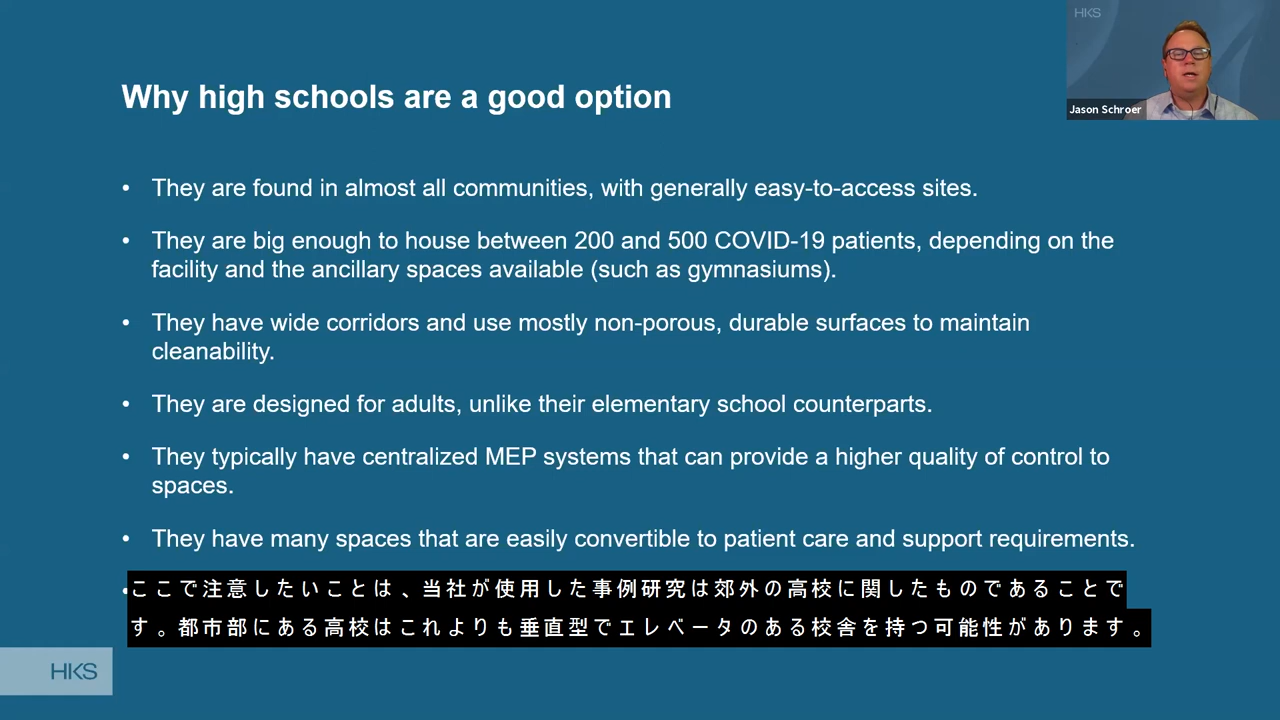 HKS
Jason Schroer
Why high schools are a good option
• They are found in almost all communities, with generally easy-to-access sites.
• They are big enough to house between 200 and 500 COVID-19 patients, depending on the
facility and the ancillary spaces available (such as gymnasiums).
• They have wide corridors and use mostly non-porous, durable surfaces to maintain
cleanability.
• They are designed for adults, unlike their elementary school counterparts.
• They typically have centralized MEP systems that can provide a higher quality of control to
spaces.
• They have many spaces that are easily convertible to patient care and support requirements.
ここで注意したいことは、当社が使用した事例研究は郊外の高校に関したものであることで
す。都市部にある高校はこれよりも垂直型でエレベータのある校舎を持つ可能性があります。
HKS